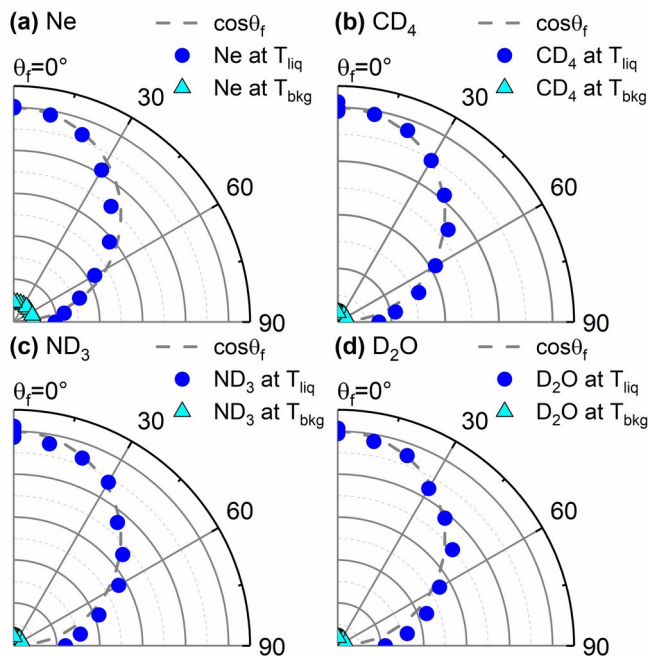 (a) Ne
cosθf
Ne at Tliq
θf=0°
Ne at Tbkg
30
60
90
(b) CD4
cosθf
CD4 at Tliq
θf=0°
CD4 at Tbkg
30
60
90
(c) ND3
cosθf
ND3 at Tliq
θf=0°
ND3 at Tbkg
30
60
90
(d) D2O
cosθf
D2O at Tliq
θf=0°
D2O at Tbkg
30
60
90